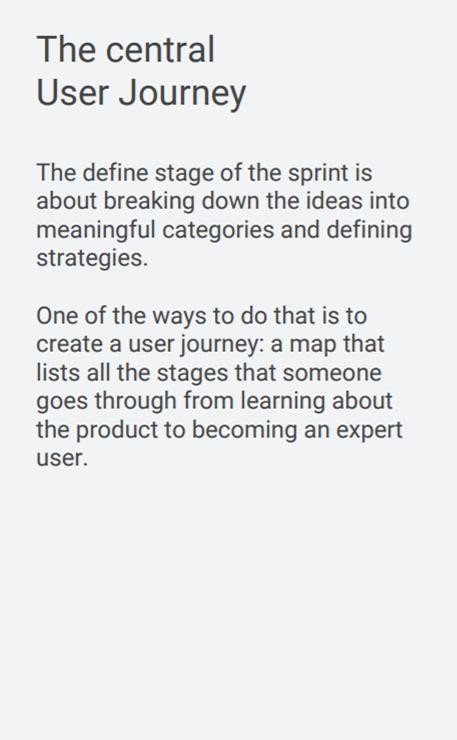 The central
User Journey
The define stage of the sprint is
about breaking down the ideas into
meaningful categories and defining
strategies.
One of the ways to do that is to
create a user journey: a map that
lists all the stages that someone
goes through from learning about
the product to becoming an expert
user.